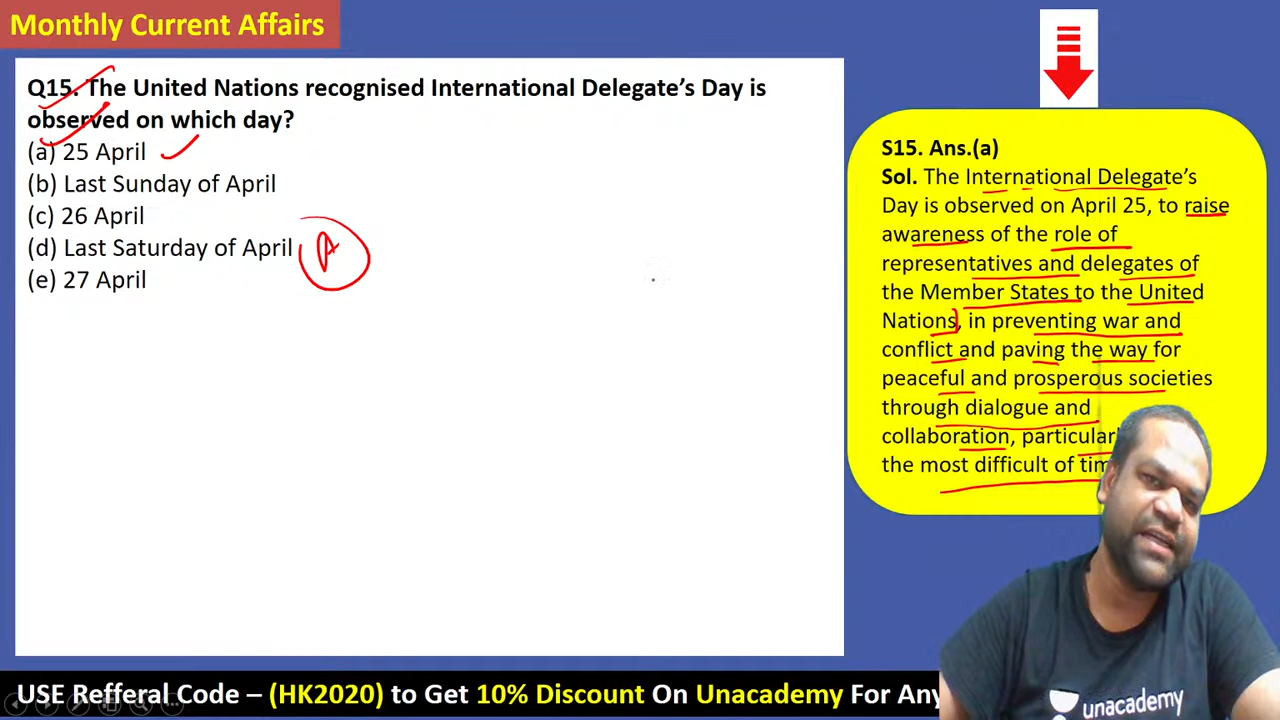 Monthly Current Affairs
Q15. The United Nations recognised International Delegate's Day is
observed on which day?
(a) 25 April
(b) Last Sunday of April
(c) 26 April
(d) Last Saturday of April
A
(e) 27 April
S15. Ans.(a)
Sol. The International Delegate's
Day is observed on April 25, to raise
awareness of the role of
representatives and delegates of
the Member States to the United
Nations, in preventing war and
conflict and paving the way for
peaceful and prosperous societies
through dialogue and
collaboration,
the most difficult of
unacademy
USE Refferal Code – (HK2020) to Get 10% Discount On Unacademy For Any